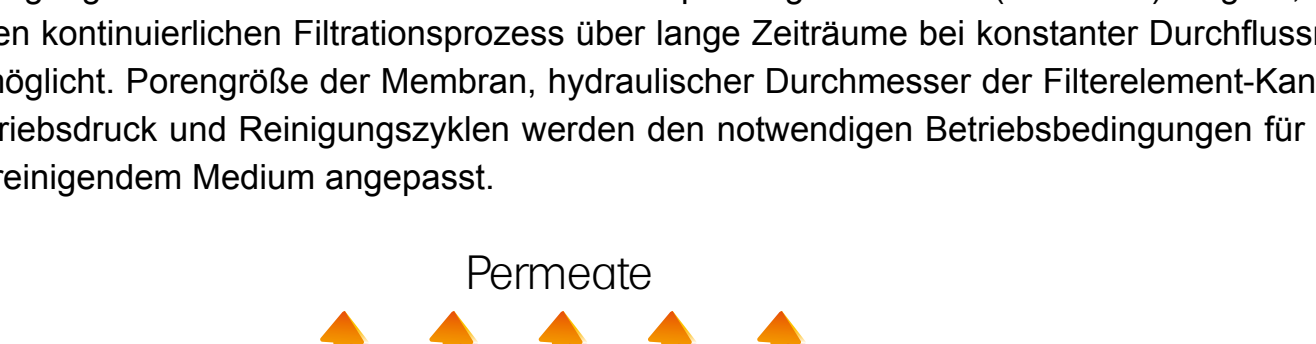 en kontinuierlichen Filtrationsprozess über lange Zeiträume bei konstanter Durchfluss
möglicht. Porengröße der Membran, hydraulischer Durchmesser der Filterelement-Kan
riebsdruck und Reinigungszyklen werden den notwendigen Betriebsbedingungen für
reinigendem Medium angepasst.
Permeate